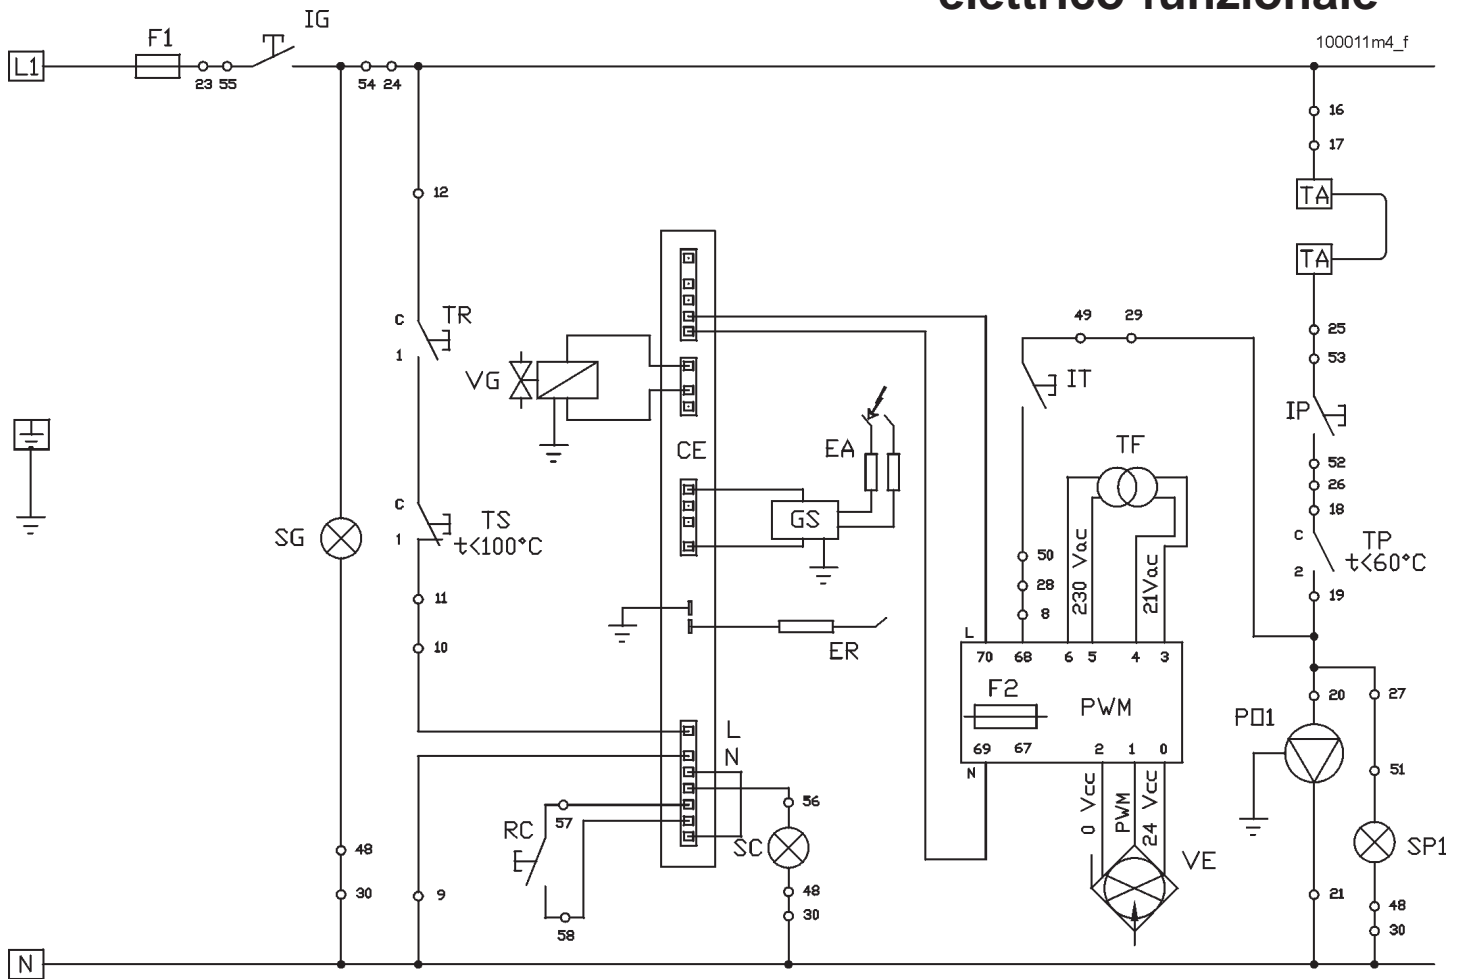 elettrico funzionale
100011m4_f
IG
F1
L1
23 55
54 24
16
17
12
TA
TA
C
TR
1
VG
49 29
25
53
IT
IP
CE
EA
TF
52
26
18
C
TS
1
t<100°C
GS
SG
C
TP
2
t<60°C
230 Vac
21Vac
50
28
8
19
11
10
ER
L
70 68 6 5 4 3
F2
PWM
69 67 2 1 0
N
20
27
PO1
L
N
51
0 Vcc
PWM
24 Vcc
56
57
RC
SC
VE
SP1
48
30
9
48
30
21
48
30
58
N